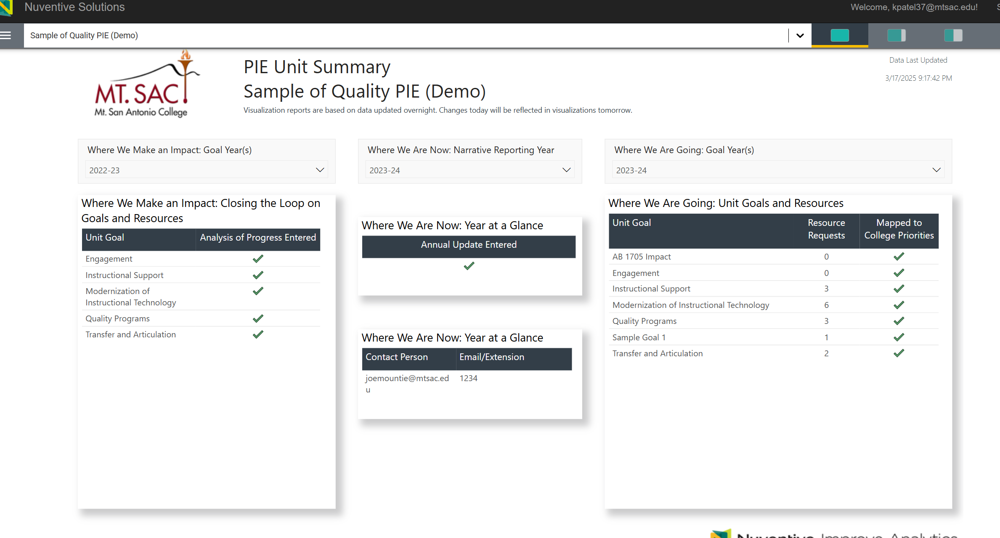 Nuventive Solutions
Welcome, kpatel37@mtsac.edu!
Sample of Quality PIE (Demo)
MT. SAC
Mt. San Antonio College
PIE Unit Summary
Sample of Quality PIE (Demo)
Visualization reports are based on data updated overnight. Changes today will be reflected in visualizations tomorrow.
Data Last Updated
3/17/2025 9:17:42 PM
Where We Make an Impact: Goal Year(s)
2022-23
Where We Are Now: Narrative Reporting Year
2023-24
Where We Are Going: Goal Year(s)
2023-24
Where We Make an Impact: Closing the Loop on
Goals and Resources
Unit Goal Analysis of Progress Entered
Engagement
Instructional Support
Modernization of
Instructional Technology
Quality Programs
Transfer and Articulation
Where We Are Now: Year at a Glance
Annual Update Entered
Where We Are Now: Year at a Glance
Contact Person Email/Extension
joemountie@mtsac.ed 1234
u
Where We Are Going: Unit Goals and Resources
Unit Goal Resource Mapped to
Requests College Priorities
AB 1705 Impact 0
Engagement 0
Instructional Support 3
Modernization of Instructional Technology 6
Quality Programs 3
Sample Goal 1 1
Transfer and Articulation 2
Nuventive Improve Analytics